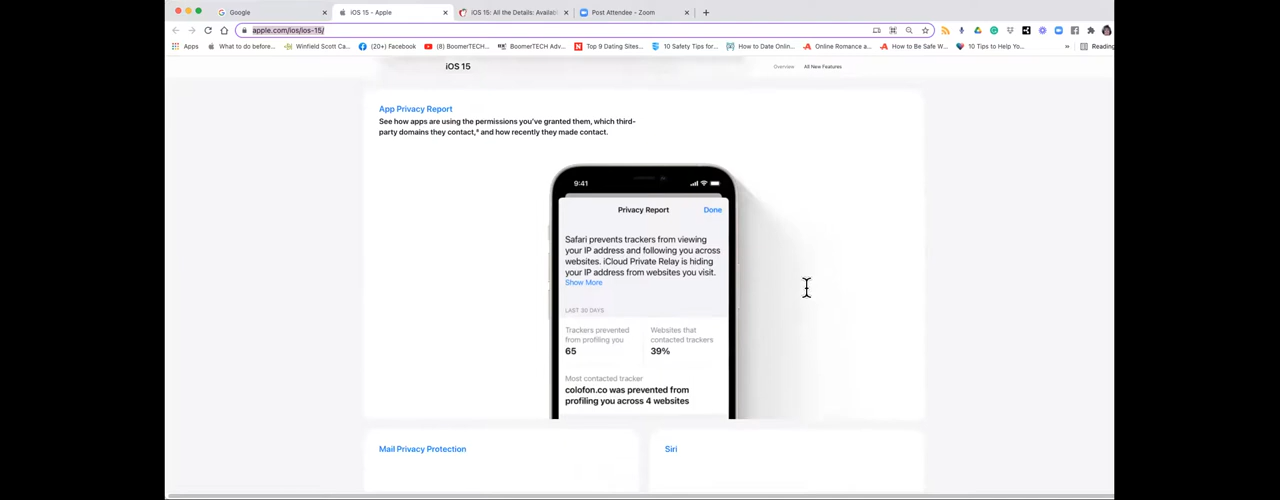 Google
iOS 15 - Apple
iOS 15: All the Details: Availab
Post Attendee - Zoom
apple.com/ios/ios-15/
Apps
What to do before...
Winfield Scott Ca...
(20+) Facebook
(3) BoomerTECH...
BoomerTECH Adv...
Top 9 Dating Sites...
10 Safety Tips for...
How to Date Onlin...
Online Romance a...
How to Be Safe W...
10 Tips to Help Yo...
»
Reading
iOS 15
Overview
All New Features
App Privacy Report
See how apps are using the permissions you've granted them, which third-
party domains they contact,* and how recently they made contact.
9:41
Privacy Report
Done
Safari prevents trackers from viewing
your IP address and following you across
websites. iCloud Private Relay is hiding
your IP address from websites you visit.
Show More
LAST 30 DAYS
Trackers prevented
from profiling you
65
Websites that
contacted trackers
39%
Most contacted tracker
colofon.co was prevented from
profiling you across 4 websites
Mail Privacy Protection
Siri